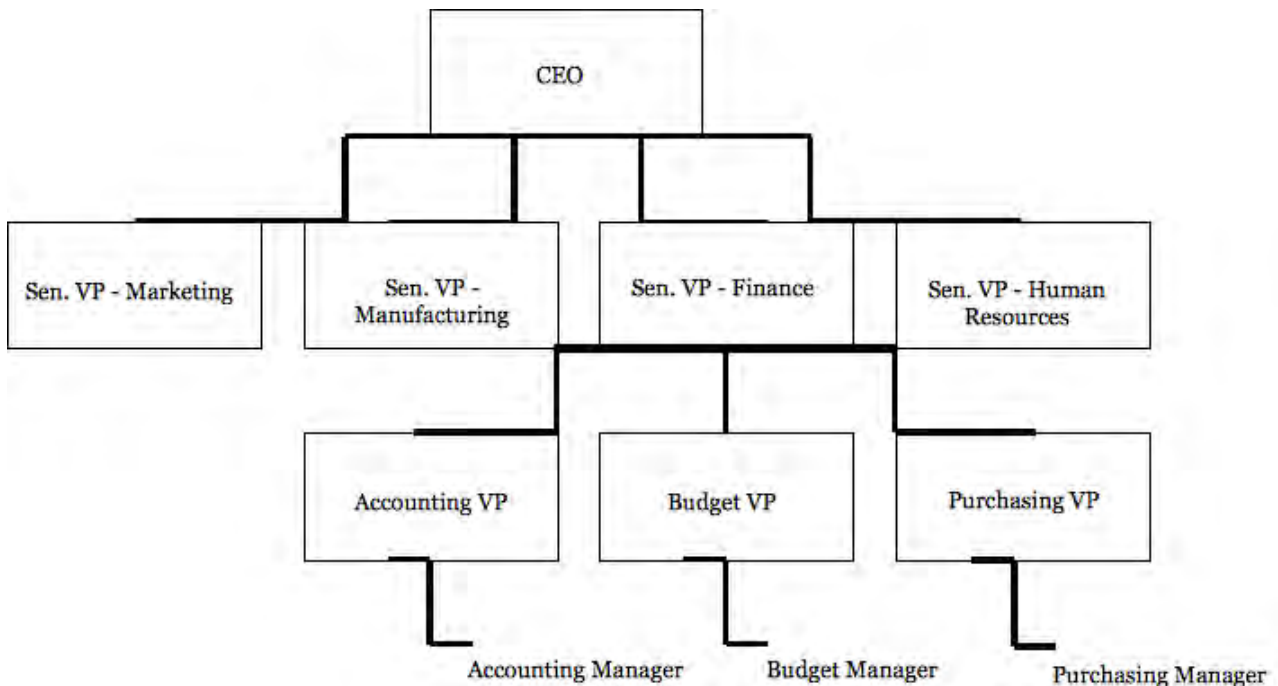 CEO
Sen. VP - Marketing
Sen. VP -
Manufacturing
Sen. VP - Finance
Sen. VP - Human
Resources
Accounting VP
Budget VP
Purchasing VP
Accounting Manager
Budget Manager
Purchasing Manager